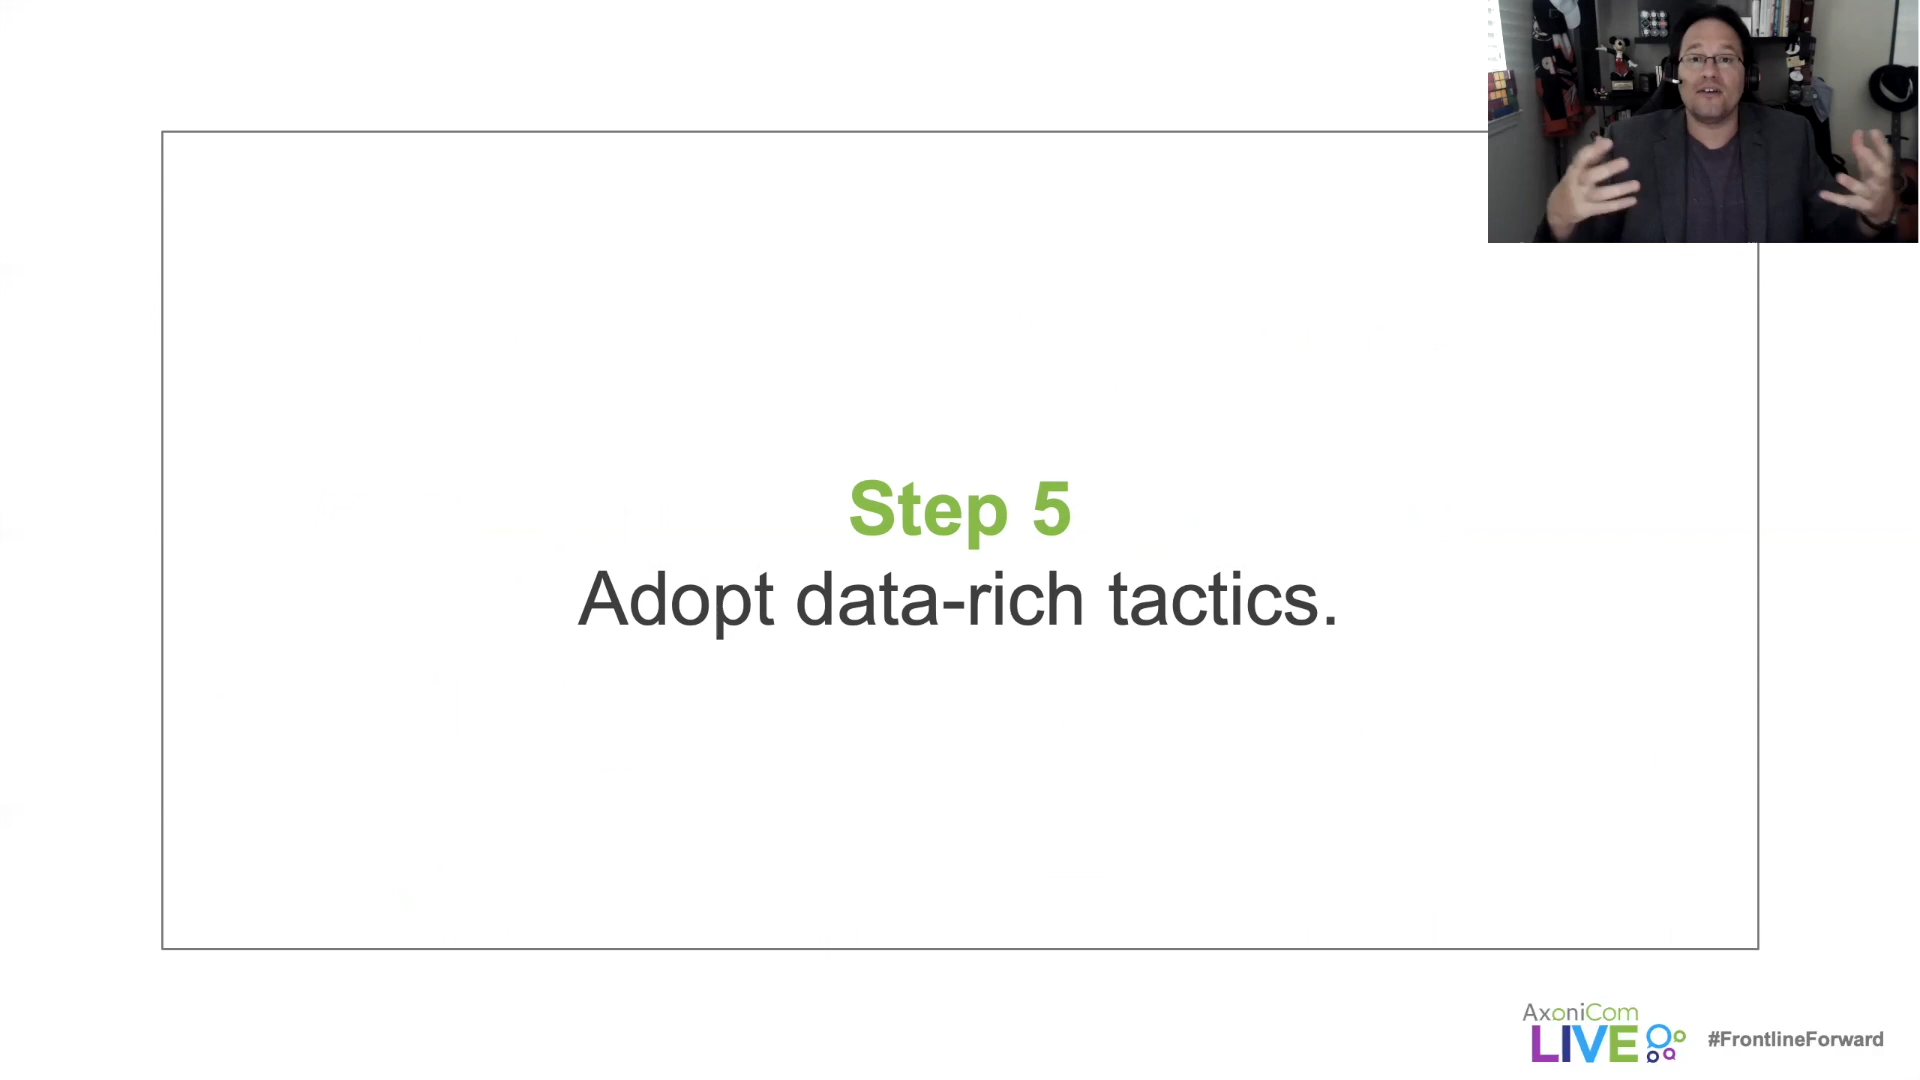 Step 5
Adopt data-rich tactics.
AxoniCom
LIVE
#FrontlineForward